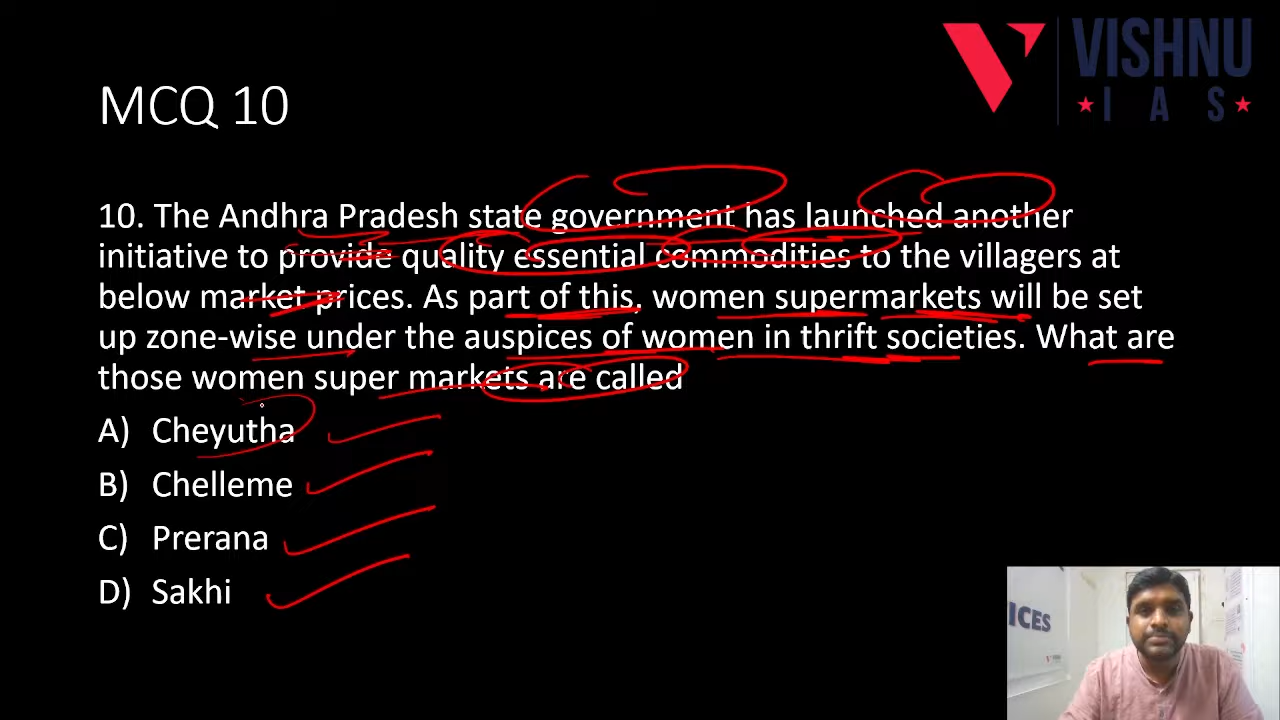 VISHNU
IAS
MCQ 10
10. The Andhra Pradesh state government has launched another
initiative to provide quality essential commodities to the villagers at
below market prices. As part of this, women supermarkets will be set
up zone-wise under the auspices of women in thrift societies. What are
those women super markets are called
A) Cheyutha
B) Chelleme
C) Prerana
D) Sakhi
ICES